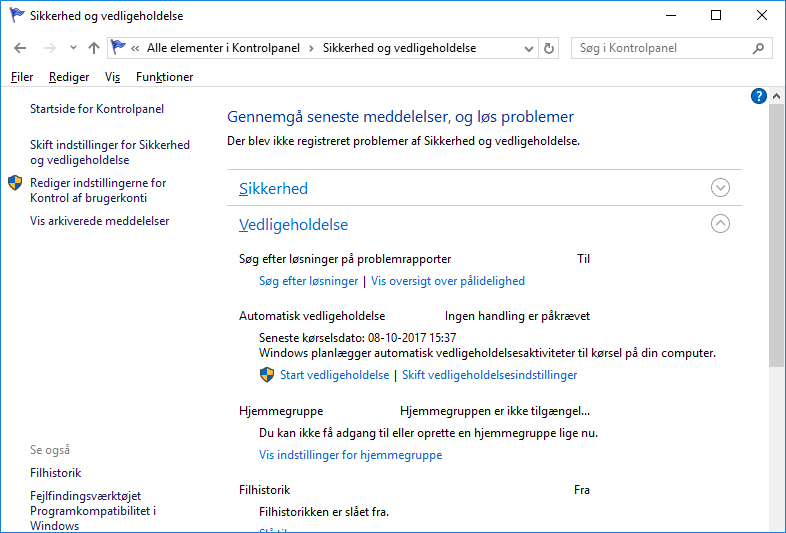 Sikkerhed og vedligeholdelse
Alle elementer i Kontrolpanel
Sikkerhed og vedligeholdelse
Søg i Kontrolpanel
Filer
Rediger
Vis
Funktioner
Startside for Kontrolpanel
Skift indstillinger for Sikkerhed
og vedligeholdelse
Rediger indstillingerne for
Kontrol af brugerkonti
Vis arkiverede meddelelser
Se også
Filhistorik
Fejlfindingsværktøjet
Programkompatibilitet i
Windows
?
Gennemgå seneste meddelelser, og løs problemer
Der blev ikke registreret problemer af Sikkerhed og vedligeholdelse.
Sikkerhed
Vedligeholdelse
Søg efter løsninger på problemrapporter Til
Søg efter løsninger | Vis oversigt over pålidelighed
Automatisk vedligeholdelse Ingen handling er påkrævet
Seneste kørselsdato: 08-10-2017 15:37
Windows planlægger automatisk vedligeholdelsesaktiviteter til kørsel på din computer.
Start vedligeholdelse | Skift vedligeholdelsesindstillinger
Hjemmegruppe Hjemmegruppen er ikke tilgængel...
Du kan ikke få adgang til eller oprette en hjemmegruppe lige nu.
Vis indstillinger for hjemmegruppe
Filhistorik Fra
Filhistorikken er slået fra.